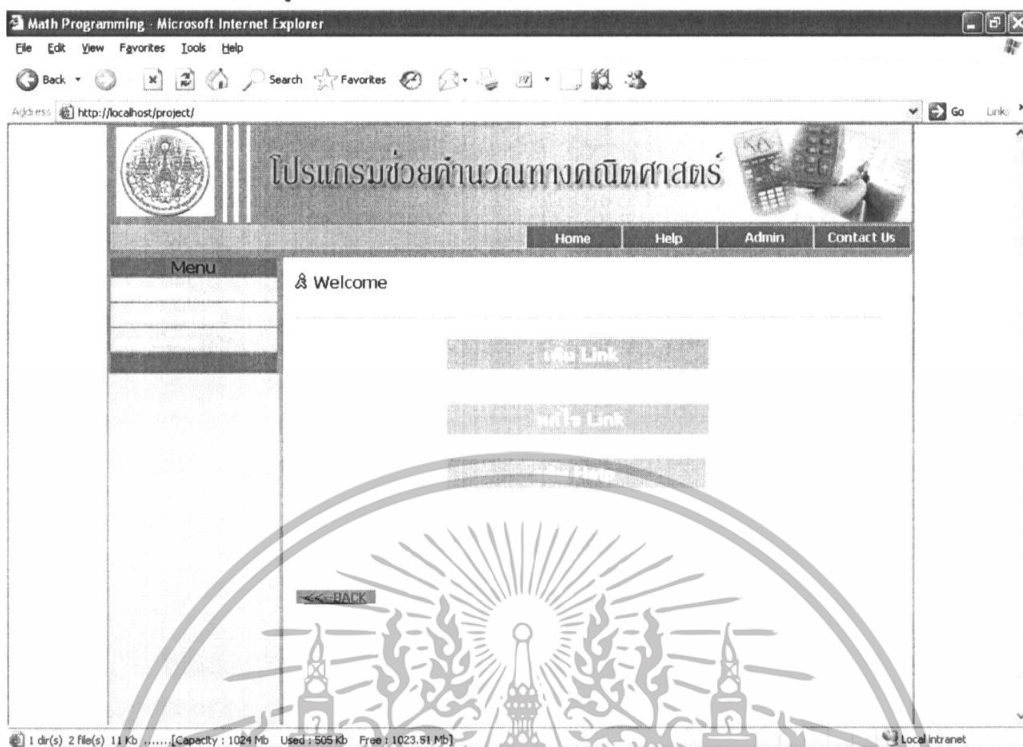 Math Programming - Microsoft Internet Explorer
File Edit View Favorites Tools Help
Back Search Favorites
Address http://localhost/project/ Go Links
โปรแกรมช่วยคำนวณทางคณิตศาสตร์
Home Help Admin Contact Us
Menu
Welcome
เพิ่ม Link
แก้ไข Link
<<--BACK
1 dir(s) 2 file(s) 11 Kb .......[Capacity : 1024 Mb Used : 505 Kb Free : 1023.51 Mb] Local intranet